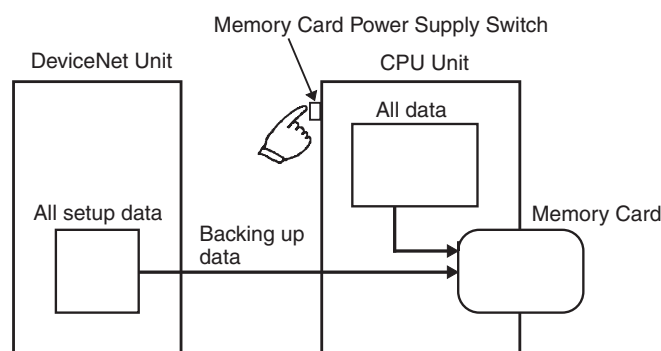 Memory Card Power Supply Switch
DeviceNet Unit
CPU Unit
All data
All setup data
Memory Card
Backing up
data